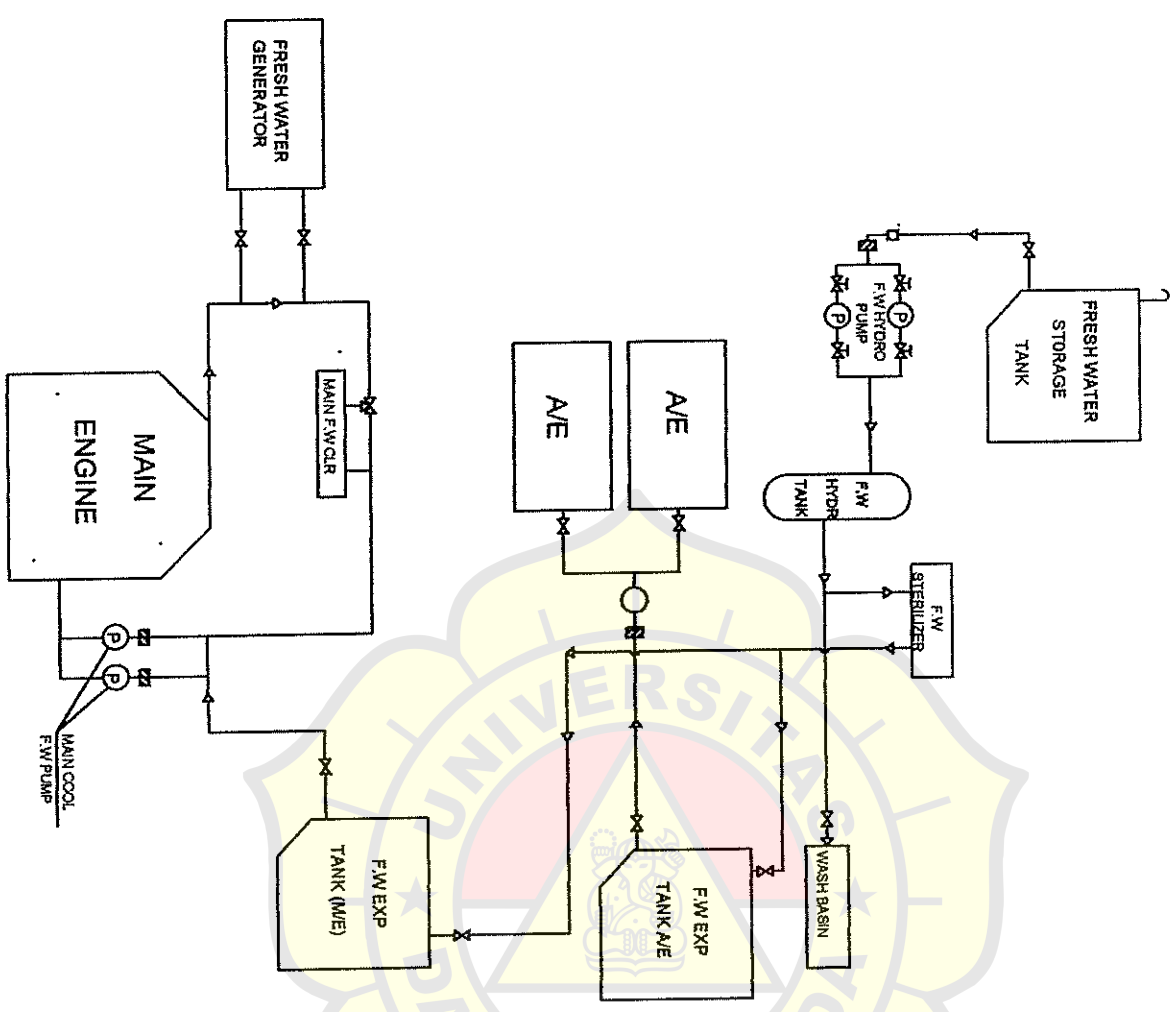 FRESH WATER
STORAGE
TANK
F.W
STERILIZER
P
F.W HYDRO
PUMP
P
F.W
HYDR
TANK
WASH BASIN
A/E
A/E
F.W EXP
TANK A/E
F.W EXP
TANK (M/E)
MAIN F.W CLR
FRESH WATER
GENERATOR
MAIN
ENGINE
P
P
MAIN COOL
F.W PUMP
UNIVERSITAS